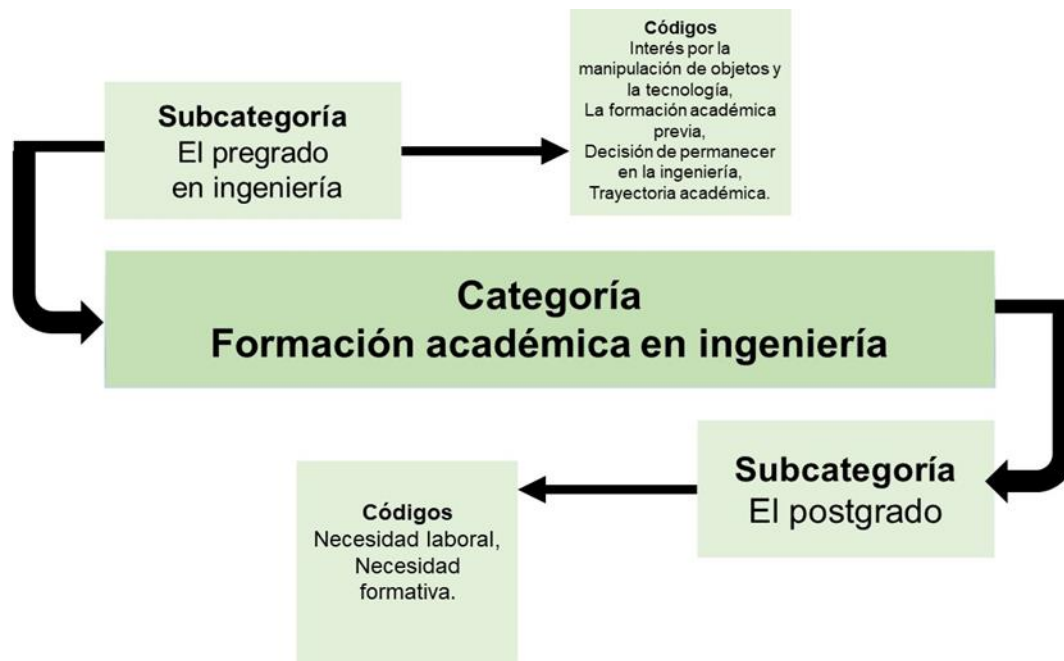 Códigos
Interés por la
manipulación de objetos y
la tecnología,
La formación académica
previa,
Decisión de permanecer
en la ingeniería,
Trayectoria académica.
Subcategoría
El pregrado
en ingeniería
Categoría
Formación académica en ingeniería
Subcategoría
El postgrado
Códigos
Necesidad laboral,
Necesidad
formativa.